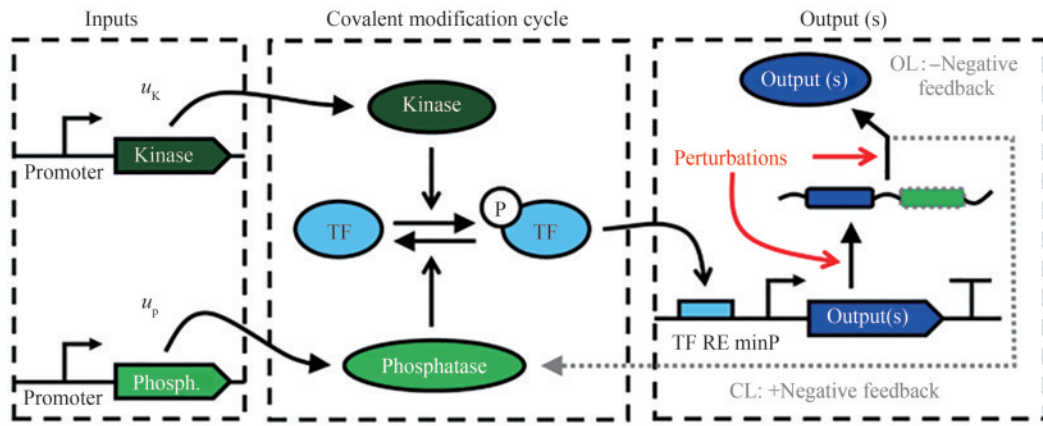 Inputs
Covalent modification cycle
Output (s)
u_K
Kinase
Promoter
u_p
Phosph.
Promoter
Kinase
TF
P
TF
Phosphatase
Output (s)
OL:–Negative
feedback
Perturbations
Output(s)
TF RE minP
CL: +Negative feedback